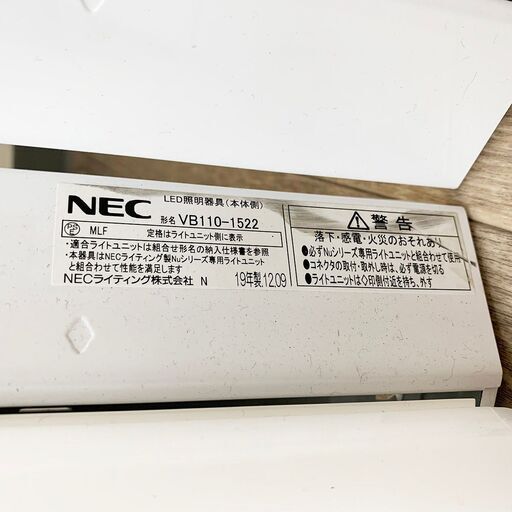 LED照明器具(本体側)
NEC 形名 VB110-1522
MLF 定格はライトユニット側に表示
・適合ライトユニットは組合せ形名の納入仕様書を参照
・本器具はNECライティング製Nuシリーズ専用ライトユニット
と組合わせて性能を満足します
NECライティング株式会社 N 19年製,12,09
警告
落下・感電・火災のおそれあり
●必ずNuシリーズ専用ライトユニットと組合わせて使用
●コネクタの取付・取外し時は、必ず電源を切る
●ライトユニットは◇印側付近を持ち、外す